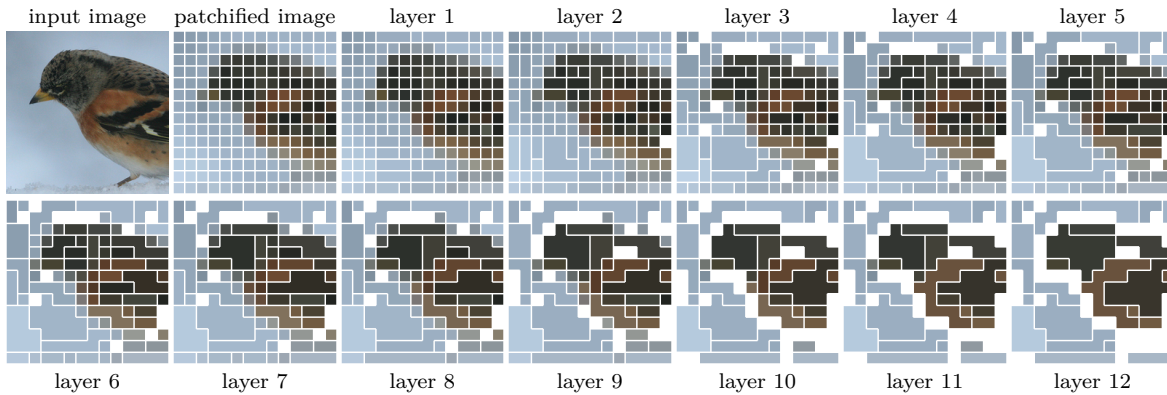 input image patchified image layer 1 layer 2 layer 3 layer 4 layer 5
layer 6 layer 7 layer 8 layer 9 layer 10 layer 11 layer 12